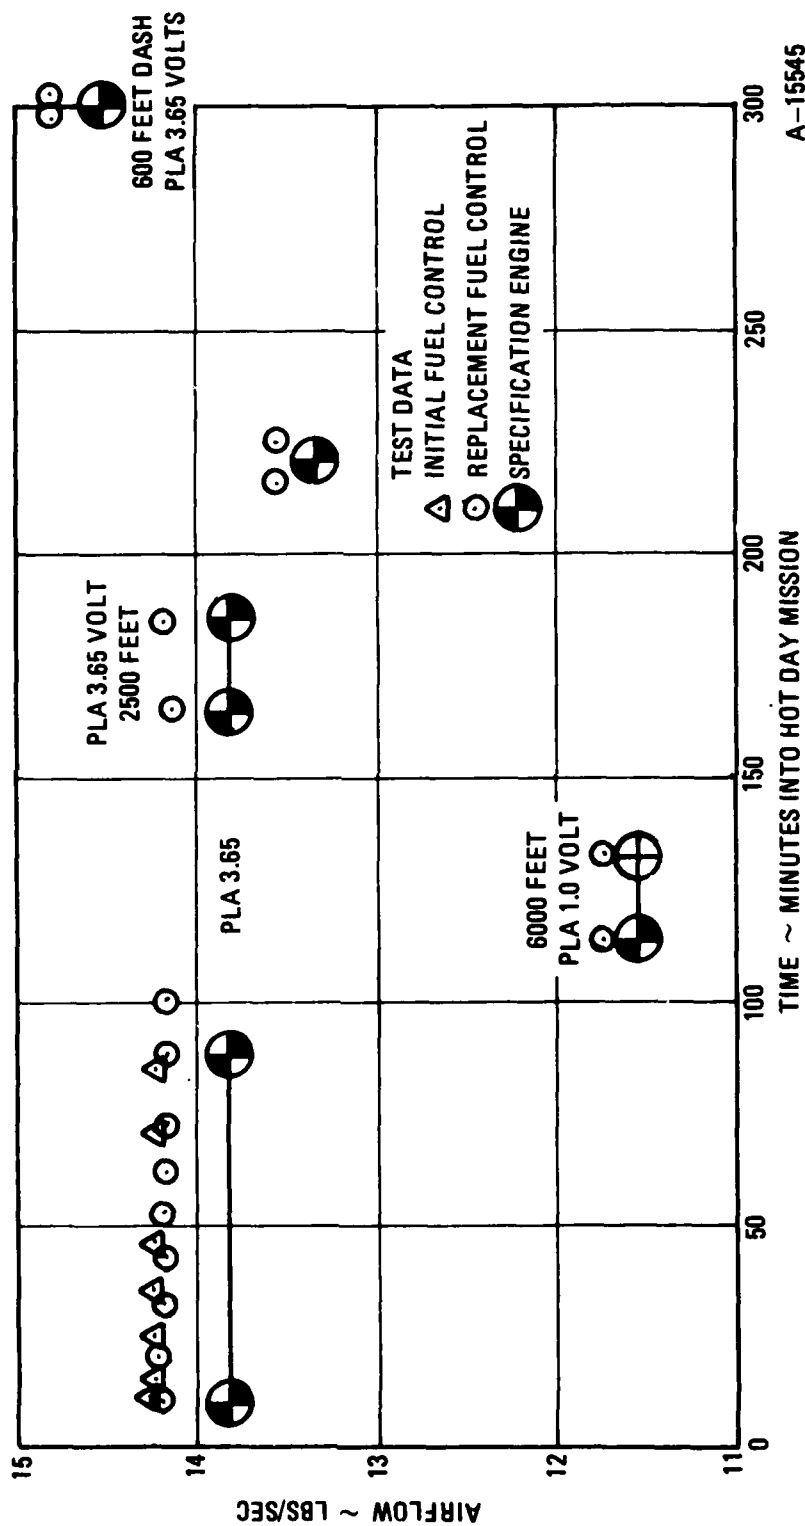 15
14
13
12
11
AIRFLOW ~ LBS/SEC
0
50
100
150
200
250
300
TIME ~ MINUTES INTO HOT DAY MISSION
PLA 3.65
6000 FEET
PLA 1.0 VOLT
PLA 3.65 VOLT
2500 FEET
600 FEET DASH
PLA 3.65 VOLTS
TEST DATA
INITIAL FUEL CONTROL
REPLACEMENT FUEL CONTROL
SPECIFICATION ENGINE
A-15545